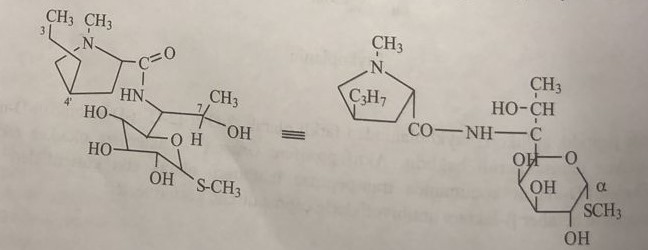 CH₃
3
CH₃
N
C=O
4'
HN
7
CH₃
HO
OH
H
HO
O
OH
S-CH₃
≡
CH₃
N
C₃H₇
CO—NH—C
CH₃
HO-CH
OH
O
OH
α
SCH₃
OH